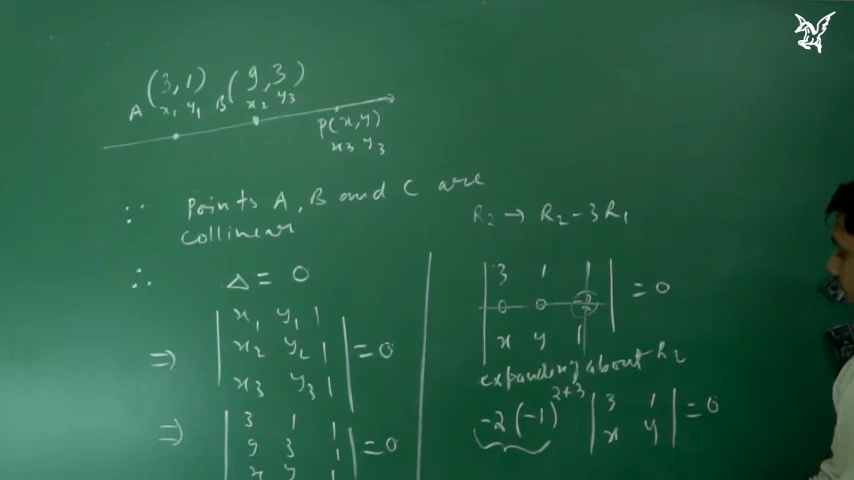 A (3,1) B (9,3)
x₁ y₁ x₂ y₃
P(x,y)
x₃ y₃
∵ Points A, B and C are
collinear
∴ Δ = 0
⇒ | x₁ y₁ 1 |
| x₂ y₂ 1 | = 0
| x₃ y₃ 1 |
⇒ | 3 1 1 |
| 9 3 1 | = 0
| x y 1 |
R₂ → R₂ - 3R₁
| 3 1 1 |
| 0 0 -2 | = 0
| x y 1 |
expanding about R₂
-2(-1)²⁺³ | 3 1 | = 0
| x y |